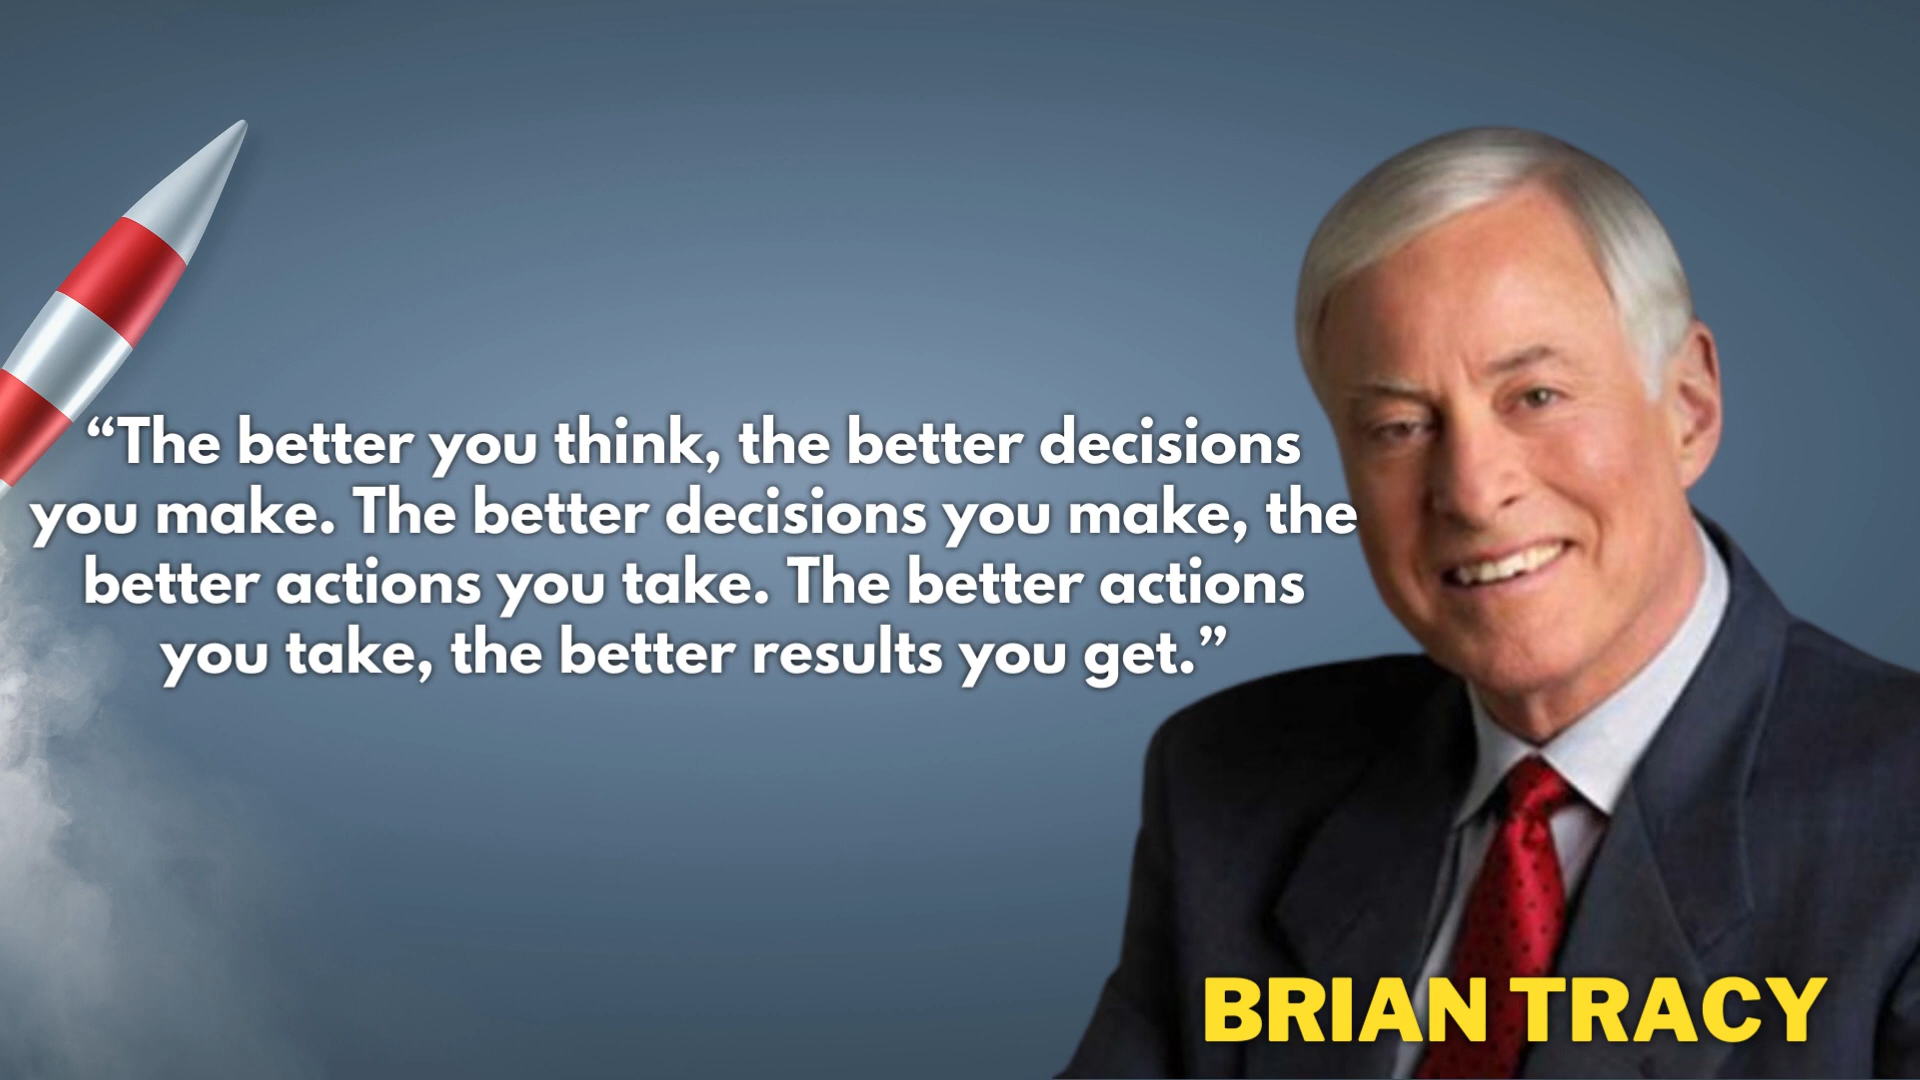 “The better you think, the better decisions
you make. The better decisions you make, the
better actions you take. The better actions
you take, the better results you get.”
BRIAN TRACY